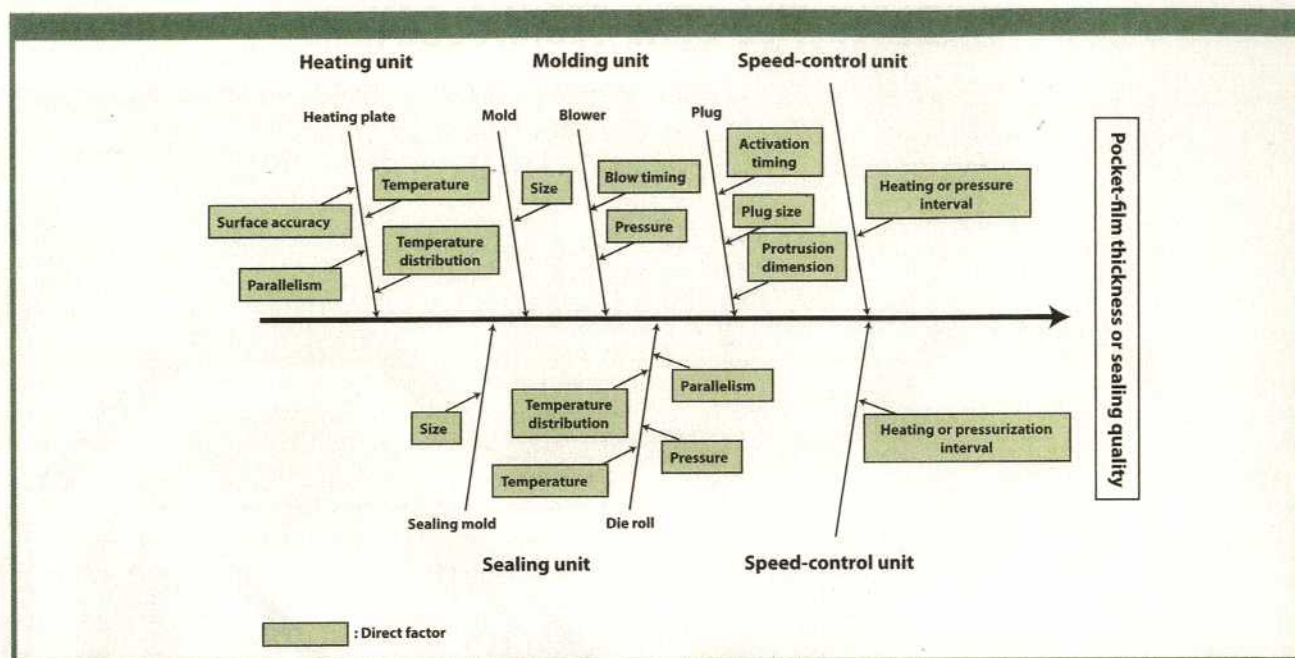 Heating unit
Molding unit
Speed-control unit
Heating plate
Mold
Blower
Plug
Surface accuracy
Temperature
Parallelism
Temperature
distribution
Size
Blow timing
Pressure
Activation
timing
Plug size
Protrusion
dimension
Heating or pressure
interval
Pocket-film thickness or sealing quality
Size
Temperature
distribution
Temperature
Parallelism
Pressure
Heating or pressurization
interval
Sealing mold
Die roll
Sealing unit
Speed-control unit
: Direct factor